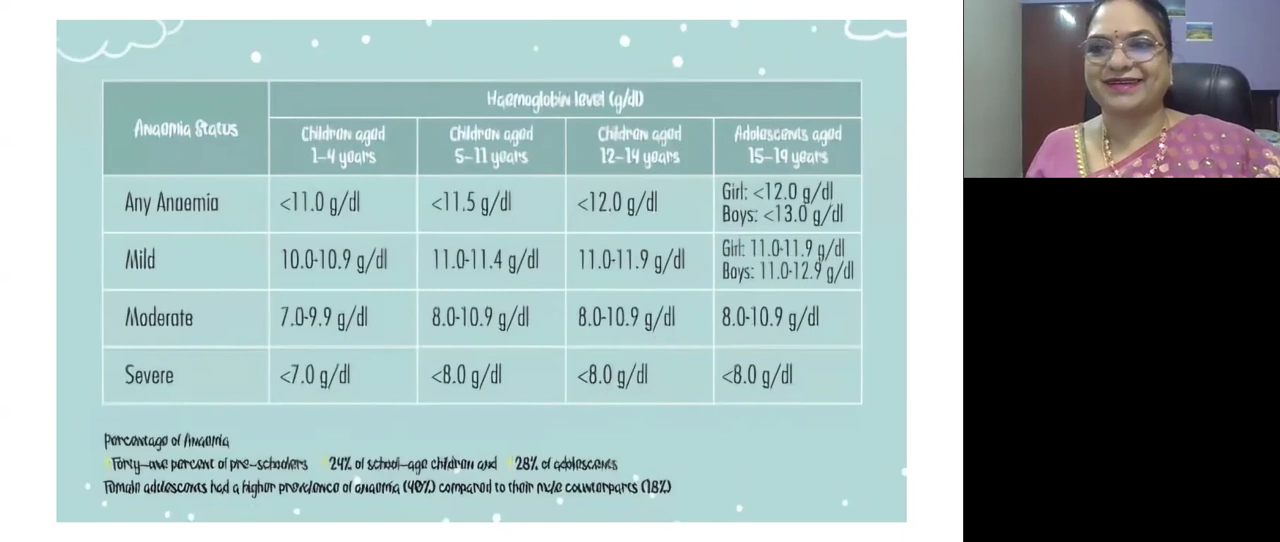 Haemoglobin level (g/dl)
Anaemia Status
Children aged 1-4 years
Children aged 5-11 years
Children aged 12-14 years
Adolescents aged 15-19 years
Any Anaemia <11.0 g/dl <11.5 g/dl <12.0 g/dl Girl: <12.0 g/dl
Boys: <13.0 g/dl
Mild 10.0-10.9 g/dl 11.0-11.4 g/dl 11.0-11.9 g/dl Girl: 11.0-11.9 g/dl
Boys: 11.0-12.9 g/dl
Moderate 7.0-9.9 g/dl 8.0-10.9 g/dl 8.0-10.9 g/dl 8.0-10.9 g/dl
Severe <7.0 g/dl <8.0 g/dl <8.0 g/dl <8.0 g/dl
Percentage of Anaemia
Forty-one percent of pre-schoolers 24% of school-age children and 28% of adolescents
Female adolescents had a higher prevalence of anaemia (40%) compared to their male counterparts (18%)